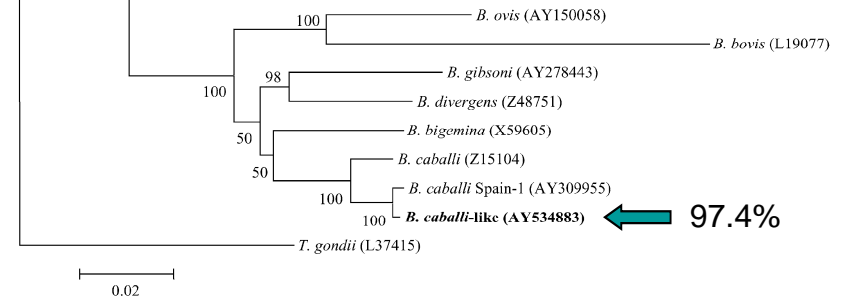 100
B. ovis (AY150058)
B. bovis (L19077)
98
B. gibsoni (AY278443)
100
B. divergens (Z48751)
50
B. bigemina (X59605)
B. caballi (Z15104)
50
B. caballi Spain-1 (AY309955)
100
B. caballi-like (AY534883)
97.4%
100
T. gondii (L37415)
0.02